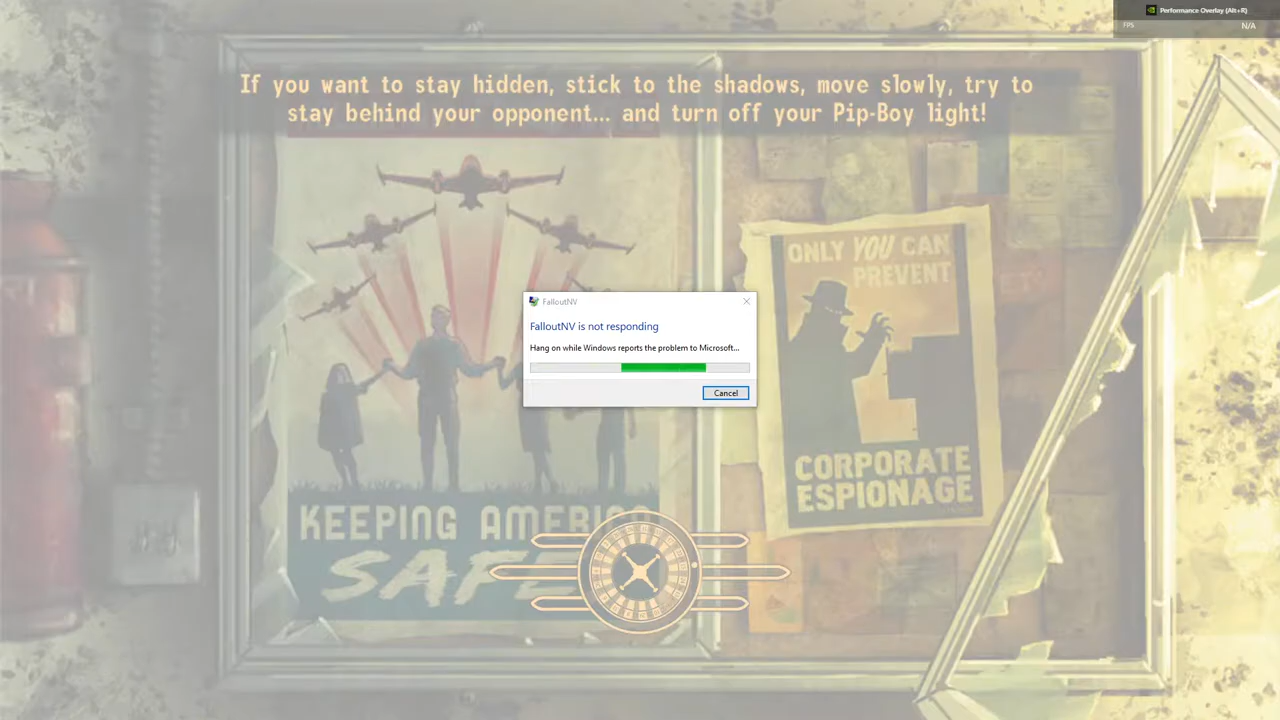 Performance Overlay (Alt+R)
FPS
N/A
If you want to stay hidden, stick to the shadows, move slowly, try to
stay behind your opponent... and turn off your Pip-Boy light!
ONLY YOU CAN
PREVENT
FalloutNV
FalloutNV is not responding
Hang on while Windows reports the problem to Microsoft...
Cancel
CORPORATE
ESPIONAGE
KEEPING AMERICA
SAFE